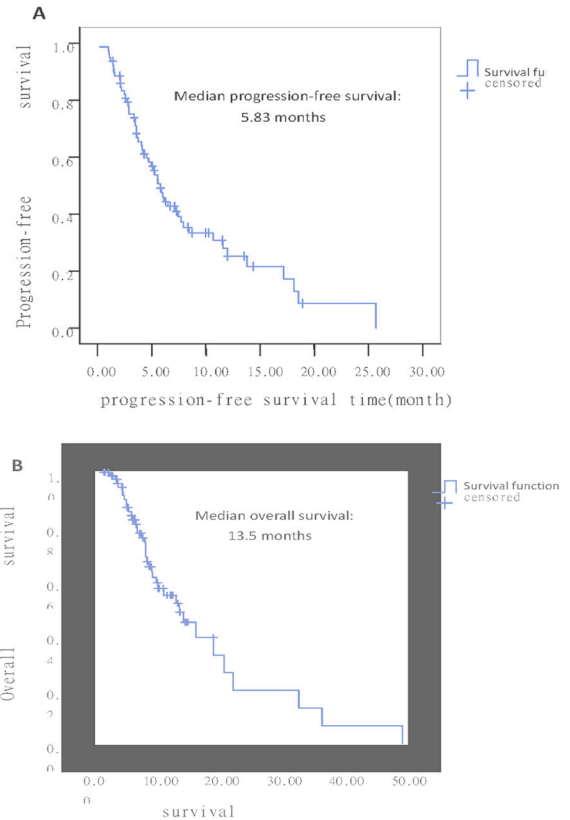 A
survival
Progression-free
1.0
0.8
0.6
0.4
0.2
0.0
Median progression-free survival:
5.83 months
Survival fu
censored
0.00 5.00 10.00 15.00 20.00 25.00 30.00
progression-free survival time(month)
B
survival
Overall
1.
0
0.
8
0.
6
0.
4
0.
2
0.
0
Median overall survival:
13.5 months
Survival function
censored
0.0 10.00 20.00 30.00 40.00 50.00
0
survival